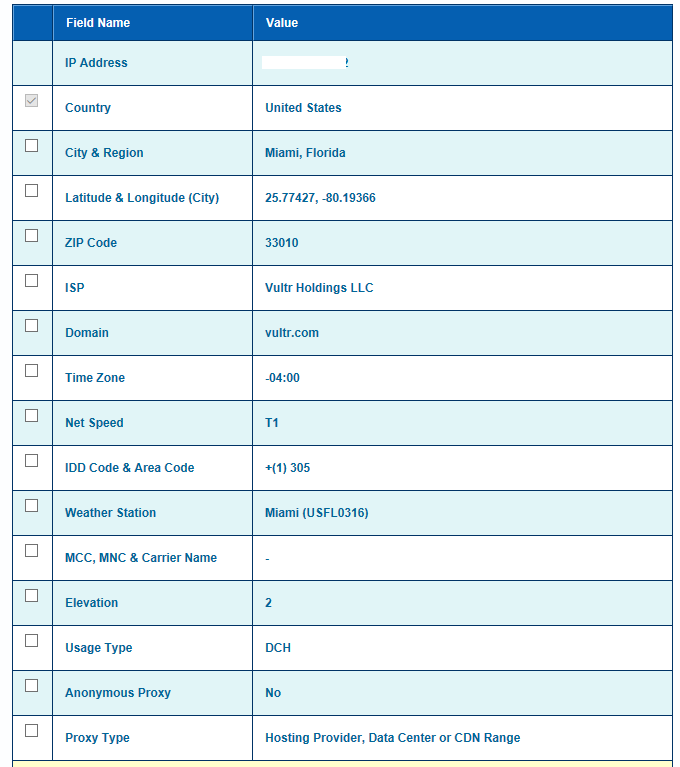 Field Name Value
IP Address
Country United States
City & Region Miami, Florida
Latitude & Longitude (City) 25.77427, -80.19366
ZIP Code 33010
ISP Vultr Holdings LLC
Domain vultr.com
Time Zone -04:00
Net Speed T1
IDD Code & Area Code +(1) 305
Weather Station Miami (USFL0316)
MCC, MNC & Carrier Name -
Elevation 2
Usage Type DCH
Anonymous Proxy No
Proxy Type Hosting Provider, Data Center or CDN Range